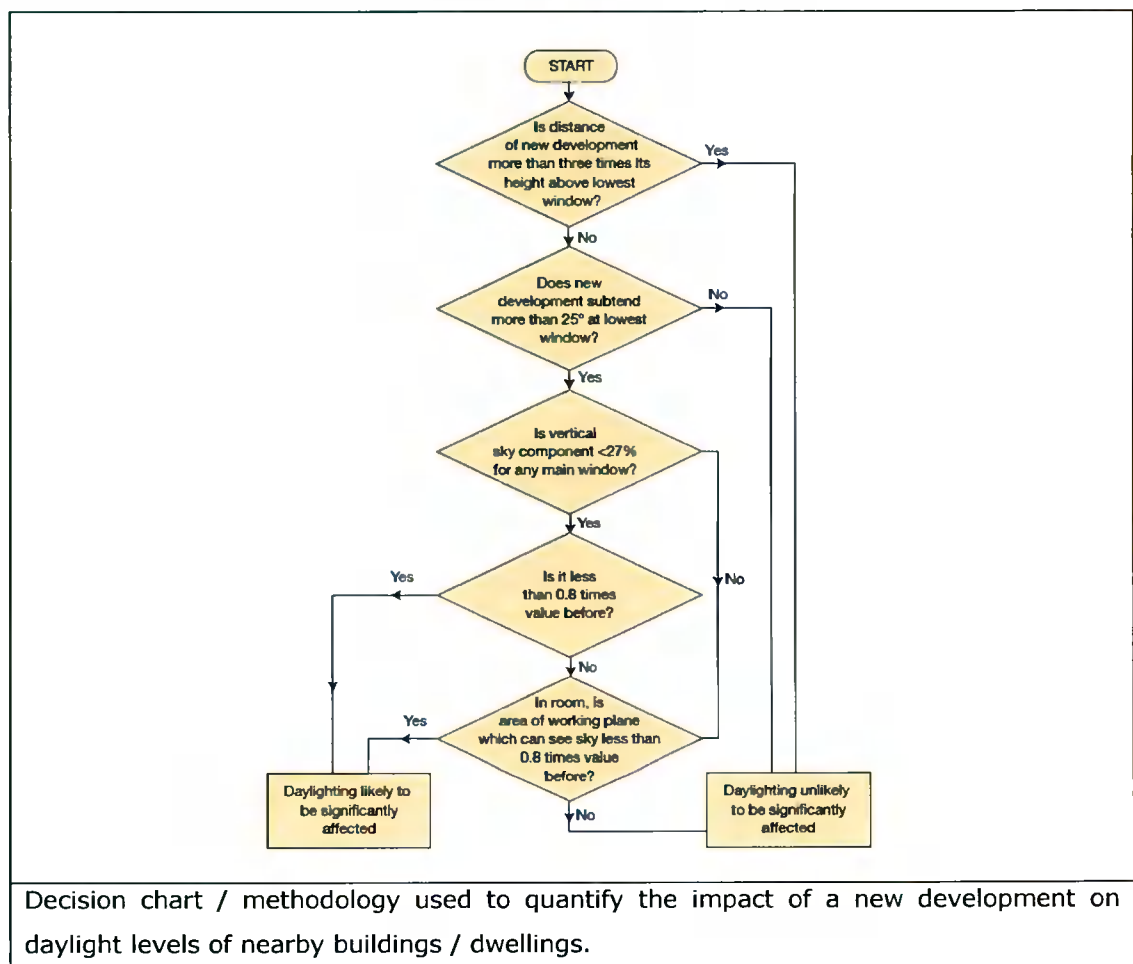 START
Is distance
of new development
more than three times its
height above lowest
window?
Yes
No
Does new
development subtend
more than 25° at lowest
window?
No
Yes
Is vertical
sky component <27%
for any main window?
Yes
No
Is it less
than 0.8 times
value before?
Yes
No
In room, is
area of working plane
which can see sky less than
0.8 times value
before?
Yes
No
Daylighting likely to
be significantly
affected
Daylighting unlikely
to be significantly
affected
Decision chart / methodology used to quantify the impact of a new development on
daylight levels of nearby buildings / dwellings.